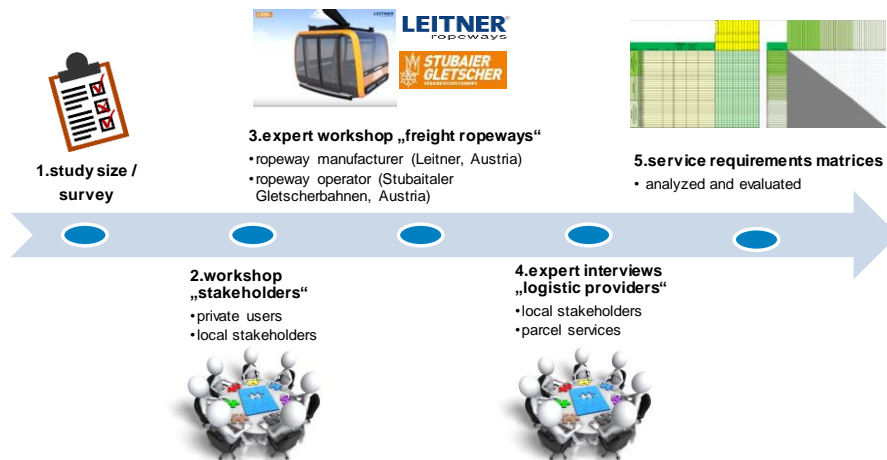 LEITNER
LEITNER
ropeways
STUBAIER
GLETSCHER
1.study size /
survey
3.expert workshop „freight ropeways“
•ropeway manufacturer (Leitner, Austria)
•ropeway operator (Stubaitaler
Gletscherbahnen, Austria)
5.service requirements matrices
• analyzed and evaluated
2.workshop
„stakeholders“
•private users
•local stakeholders
4.expert interviews
„logistic providers“
•local stakeholders
•parcel services